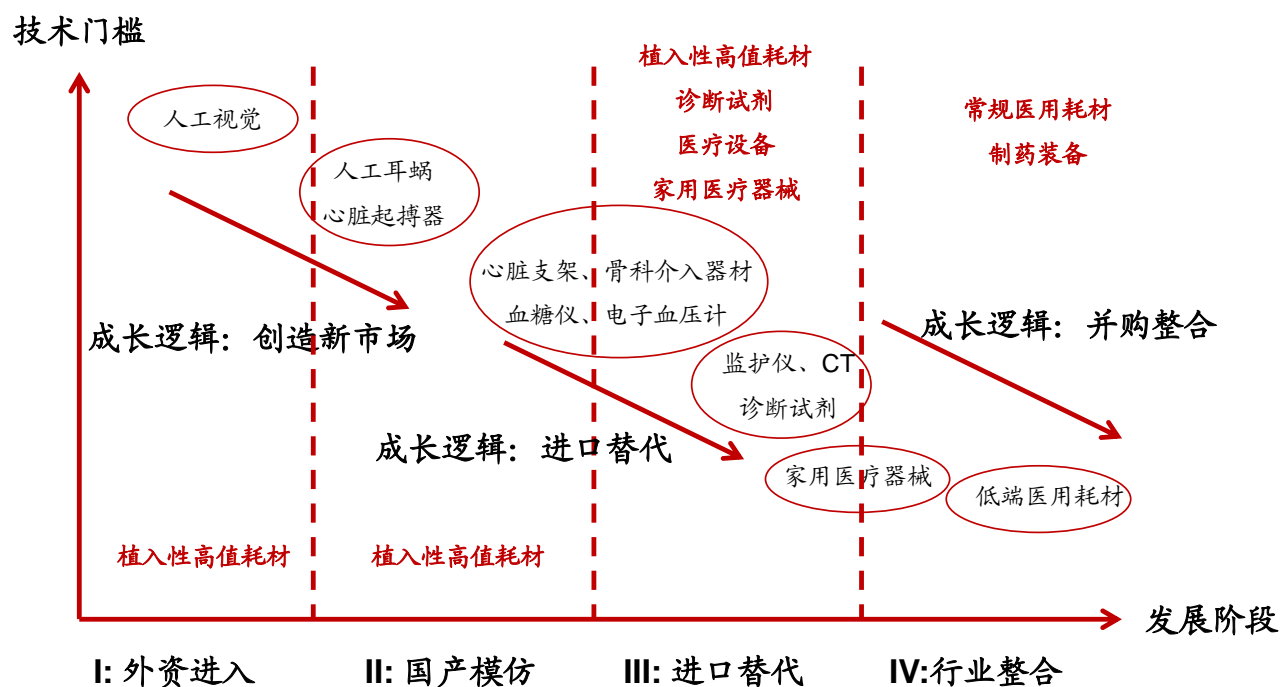 技术门槛
植入性高值耗材
诊断试剂
医疗设备
家用医疗器械
常规医用耗材
制药装备
人工视觉
人工耳蜗
心脏起搏器
心脏支架、骨科介入器材
血糖仪、电子血压计
成长逻辑：创造新市场
成长逻辑：并购整合
监护仪、CT
诊断试剂
成长逻辑：进口替代
家用医疗器械
低端医用耗材
植入性高值耗材
植入性高值耗材
发展阶段
I: 外资进入
II: 国产模仿
III: 进口替代
IV:行业整合